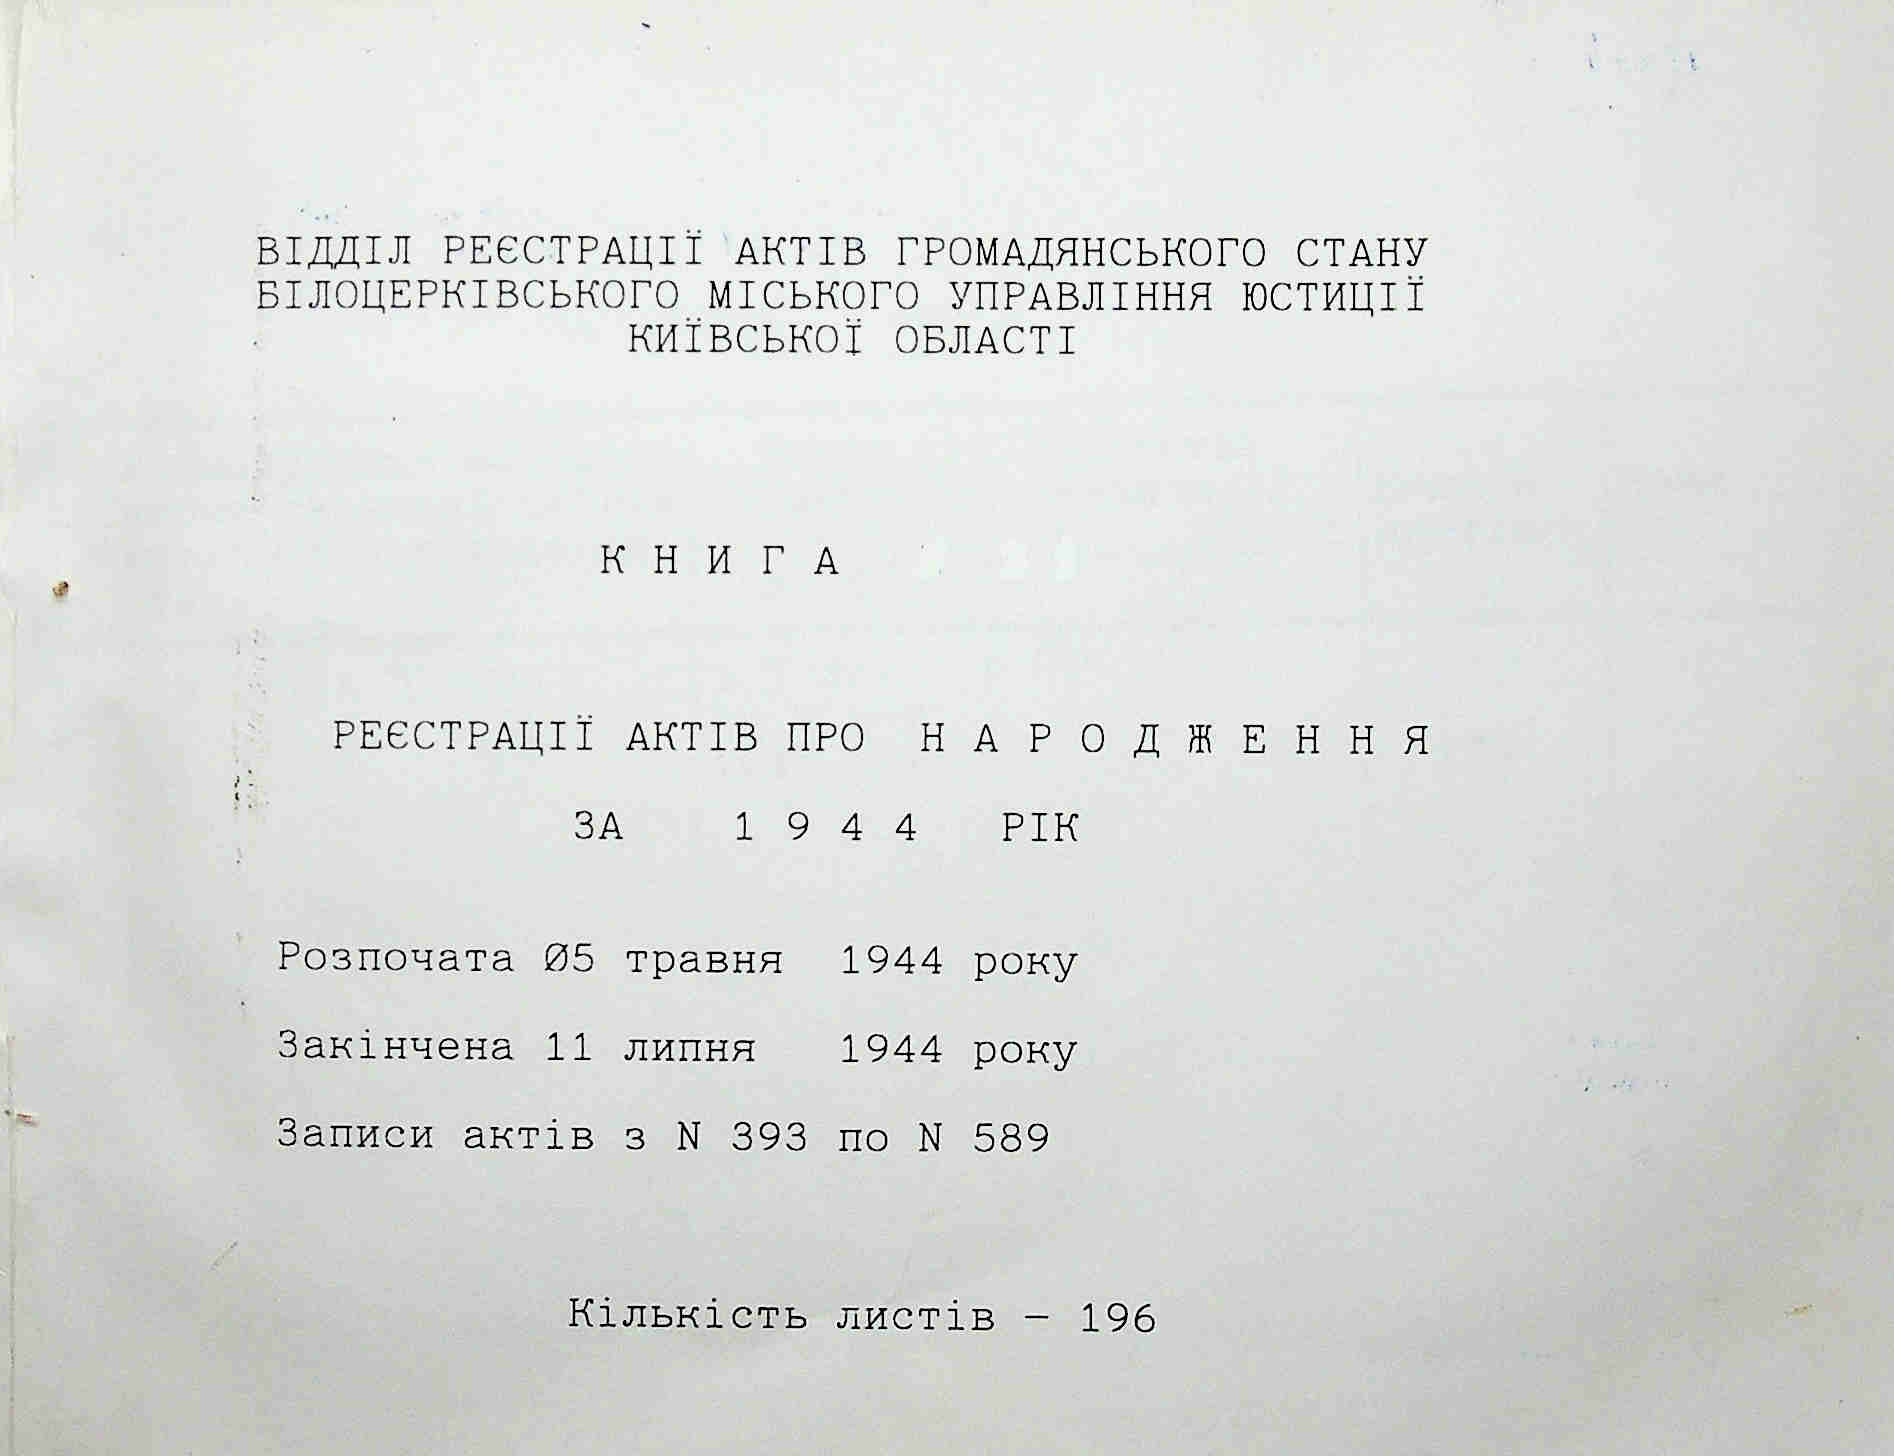 ВІДДІЛ РЕЄСТРАЦІЇ АКТІВ ГРОМАДЯНСЬКОГО СТАНУ
БІЛОЦЕРКІВСЬКОГО МІСЬКОГО УПРАВЛІННЯ ЮСТИЦІЇ
КИЇВСЬКОЇ ОБЛАСТІ
К Н И Г А
РЕЄСТРАЦІЇ АКТІВ ПРО Н А Р О Д Ж Е Н Н Я
ЗА 1 9 4 4 РІК
Розпочата 05 травня 1944 року
Закінчена 11 липня 1944 року
Записи актів з N 393 по N 589
Кількість листів – 196